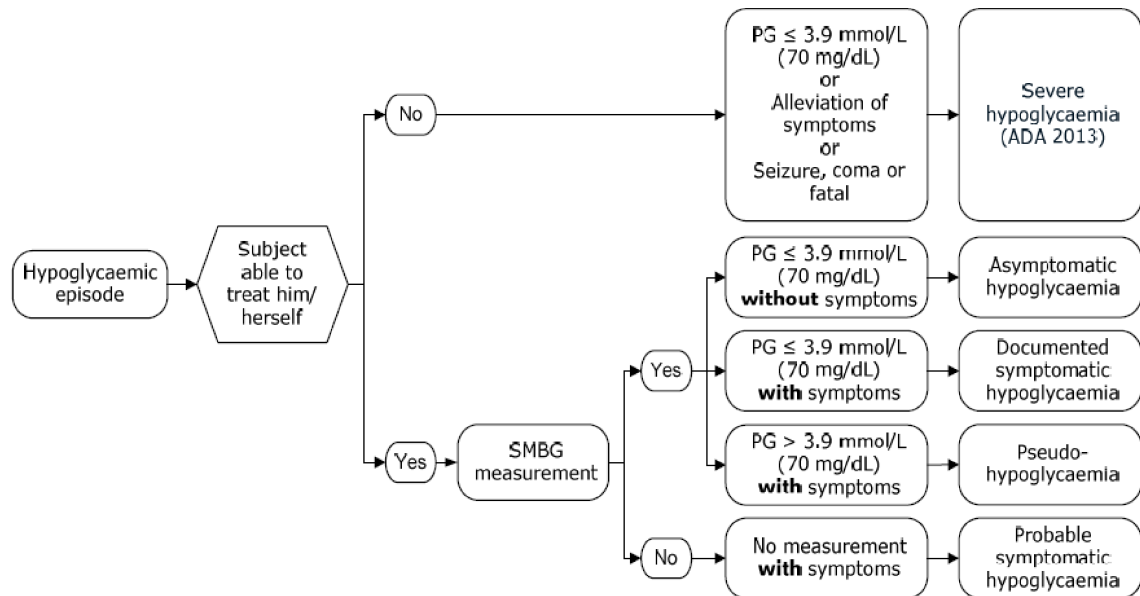 Hypoglycaemic
episode
Subject
able to
treat him/
herself
No
PG ≤ 3.9 mmol/L
(70 mg/dL)
or
Alleviation of
symptoms
or
Seizure, coma or
fatal
Severe
hypoglycaemia
(ADA 2013)
Yes
SMBG
measurement
Yes
PG ≤ 3.9 mmol/L
(70 mg/dL)
without symptoms
Asymptomatic
hypoglycaemia
PG ≤ 3.9 mmol/L
(70 mg/dL)
with symptoms
Documented
symptomatic
hypoglycaemia
PG > 3.9 mmol/L
(70 mg/dL)
with symptoms
Pseudo-
hypoglycaemia
No
No measurement
with symptoms
Probable
symptomatic
hypoglycaemia